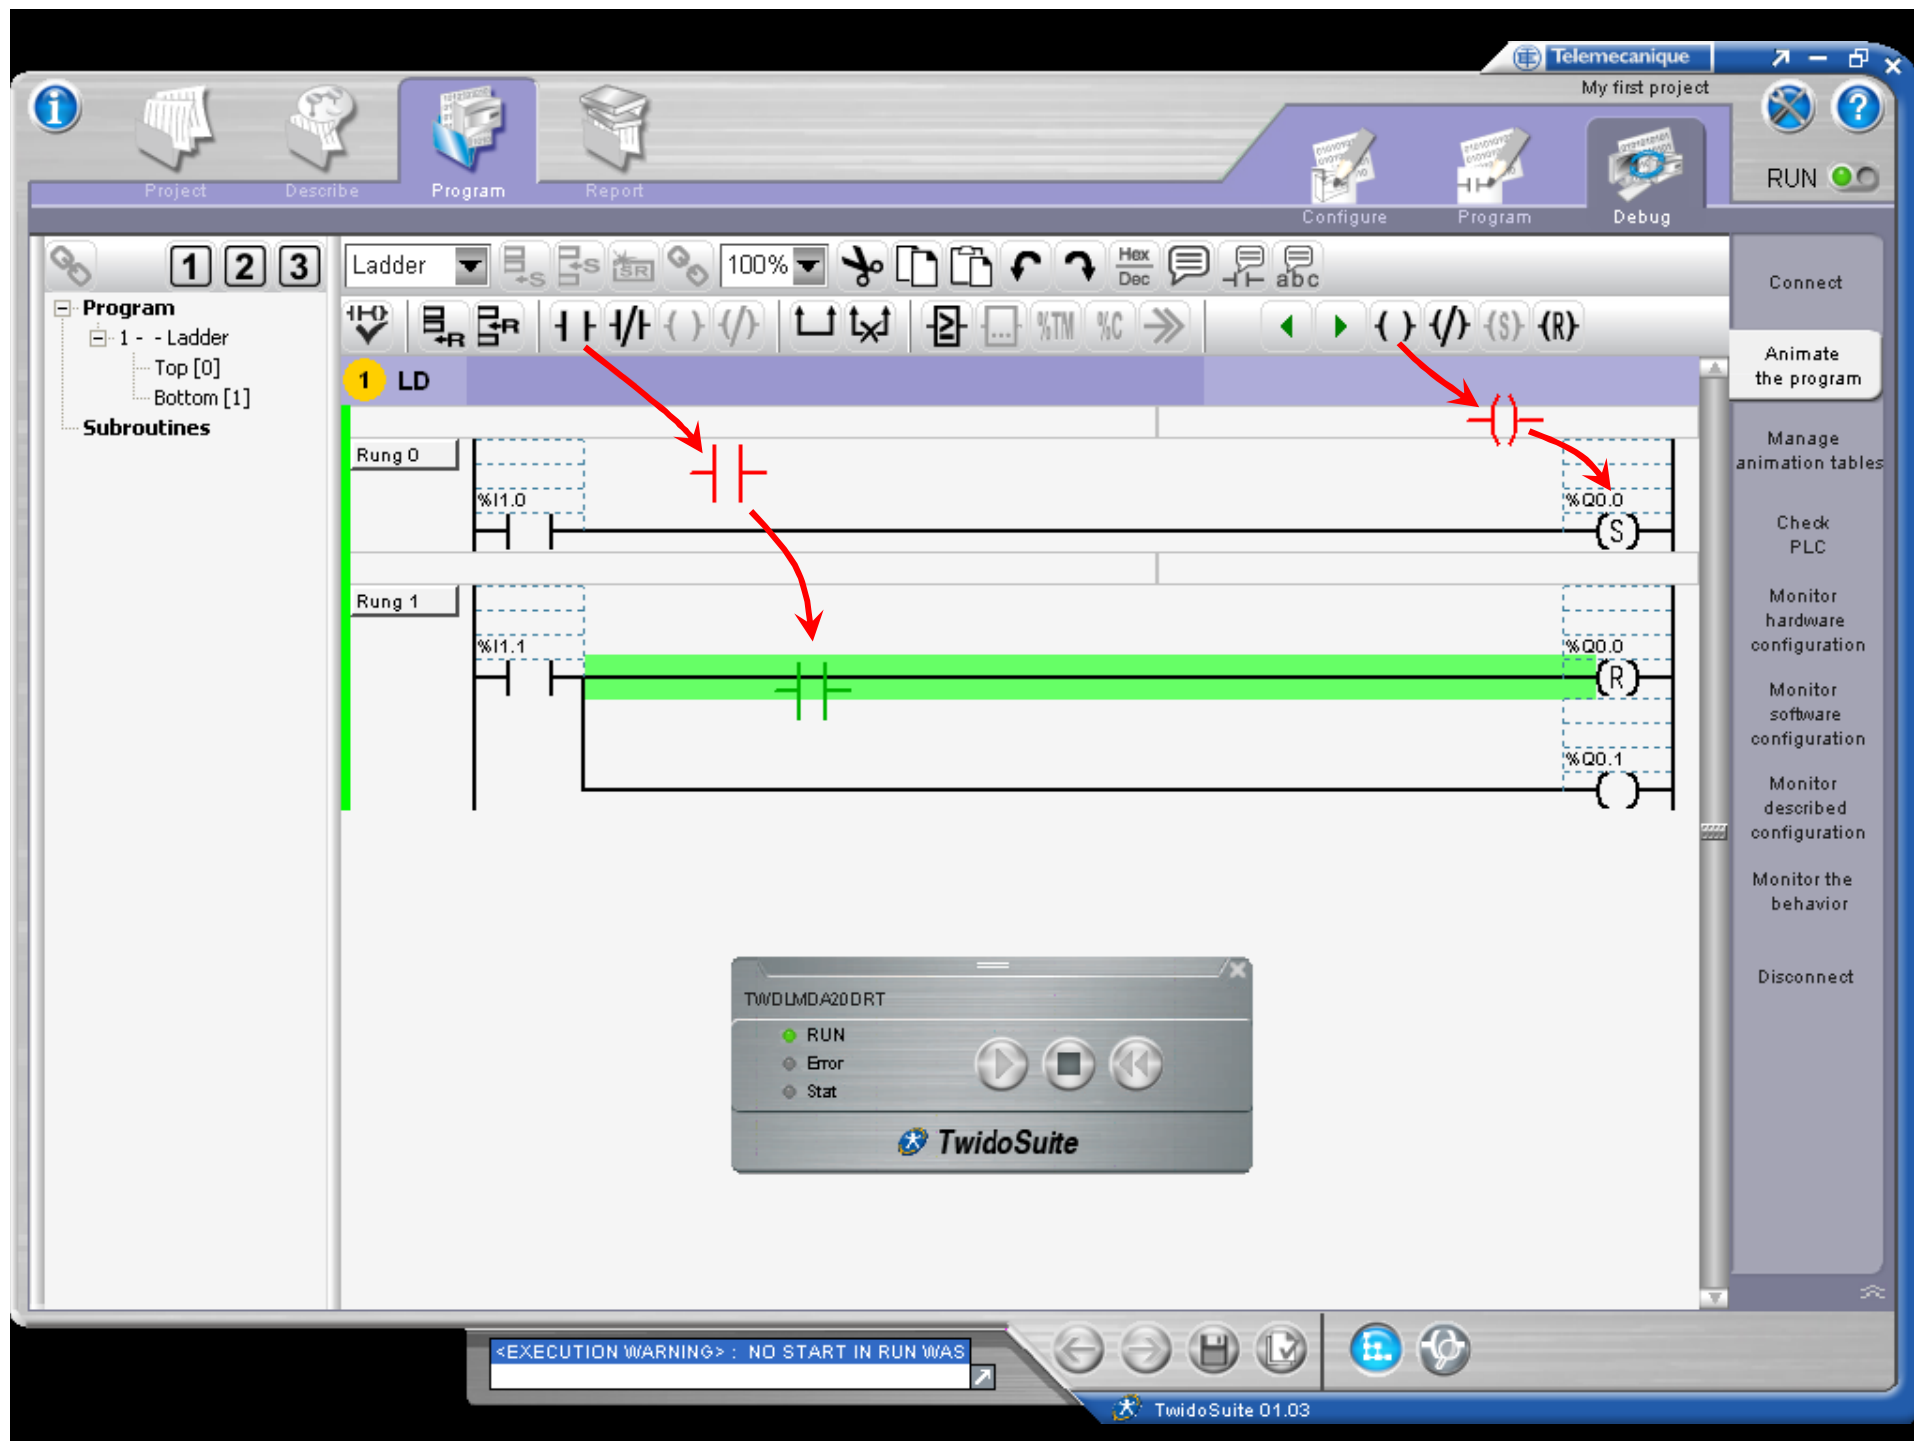 Telemecanique
My first project
Project
Describe
Program
Report
Configure
Program
Debug
RUN
1 2 3
Ladder
100%
Hex
Dec
abc
%TM
%C
(S)
(R)
Program
1 - - Ladder
Top [0]
Bottom [1]
Subroutines
1 LD
Rung 0
%I1.0
%Q0.0
S
Rung 1
%I1.1
%Q0.0
R
%Q0.1
TWDLMDA20DRT
RUN
Error
Stat
TwidoSuite
Connect
Animate
the program
Manage
animation tables
Check
PLC
Monitor
hardware
configuration
Monitor
software
configuration
Monitor
described
configuration
Monitor the
behavior
Disconnect
<EXECUTION WARNING> : NO START IN RUN WAS
TwidoSuite 01.03